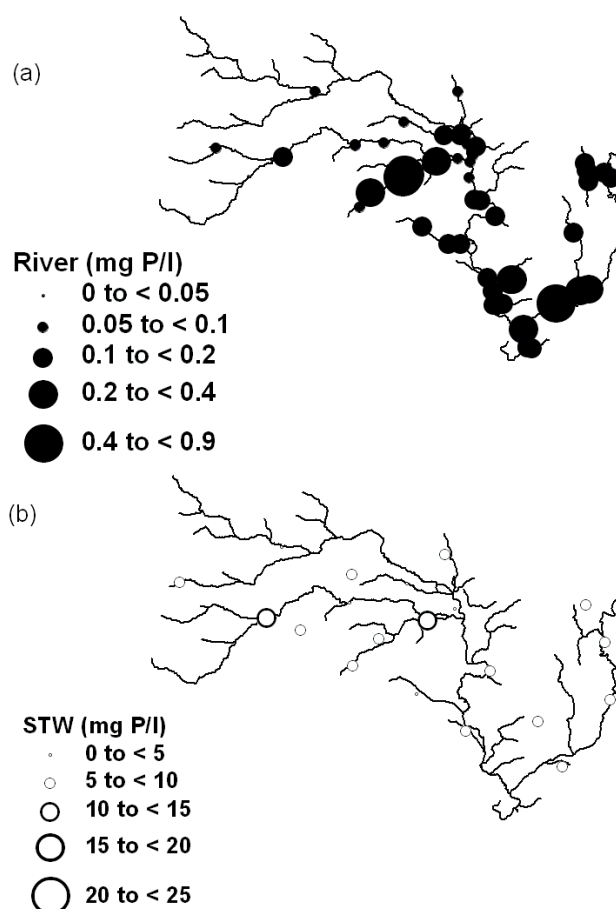 (a)
River (mg P/l)
0 to < 0.05
0.05 to < 0.1
0.1 to < 0.2
0.2 to < 0.4
0.4 to < 0.9
(b)
STW (mg P/l)
0 to < 5
5 to < 10
10 to < 15
15 to < 20
20 to < 25